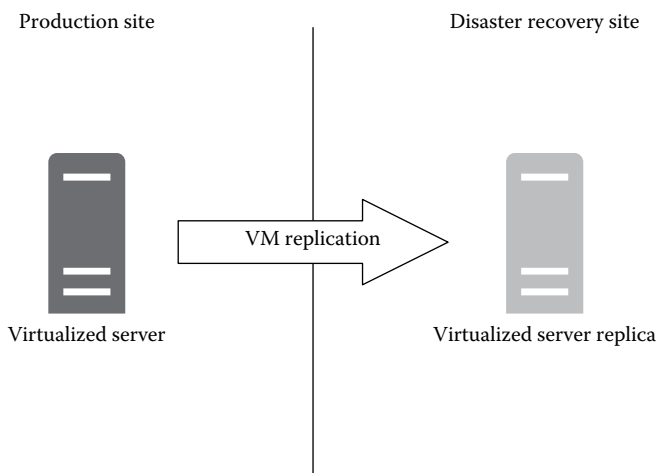 Production site
Disaster recovery site
VM replication
Virtualized server
Virtualized server replica